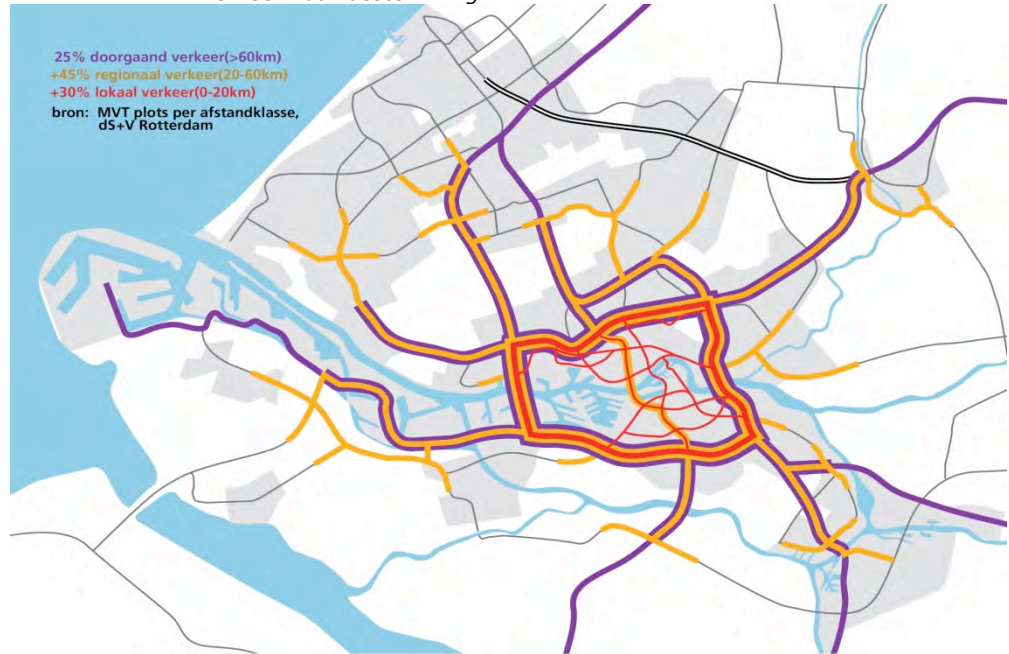 25% doorgaand verkeer(>60km)
+45% regionaal verkeer(20-60km)
+30% lokaal verkeer(0-20km)
bron: MVT plots per afstandklasse,
dS+V Rotterdam